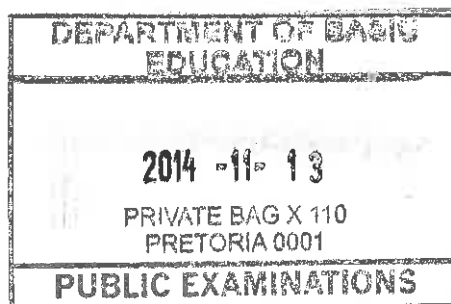 DEPARTMENT OF BASIC
EDUCATION
2014 -11- 13
PRIVATE BAG X 110
PRETORIA 0001
PUBLIC EXAMINATIONS